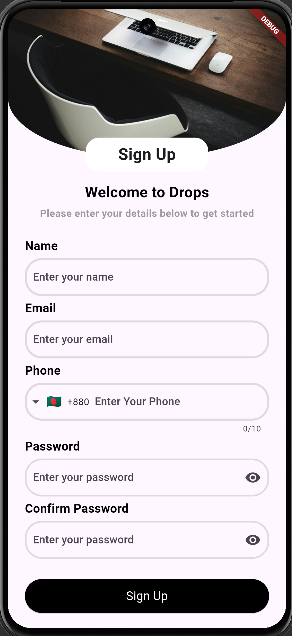 DEBUG
Sign Up
Welcome to Drops
Please enter your details below to get started
Name
Enter your name
Email
Enter your email
Phone
+880 Enter Your Phone
0/10
Password
Enter your password
Confirm Password
Enter your password
Sign Up